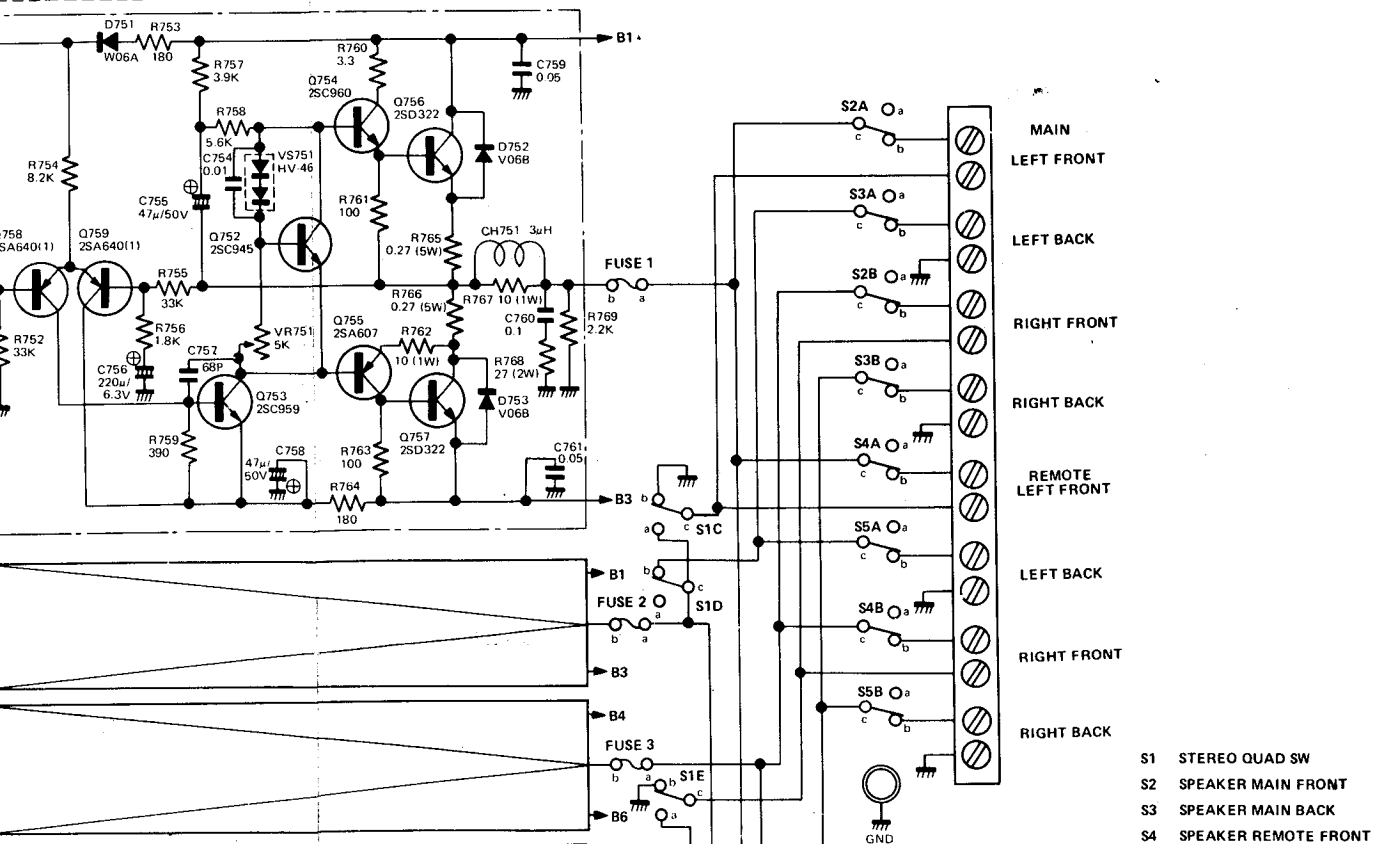 D751
R753
W06A
180
R757
3.9K
R760
3.3
Q754
2SC960
Q756
2SD322
C759
0.05
B1
R758
5.6K
C754
0.01
VS751
HV-46
D752
V06B
R754
8.2K
C755
47μ/50V
R761
100
Q752
2SC945
R765
0.27 (5W)
CH751 3μH
FUSE 1
b a
758
SA640(1)
Q759
2SA640(1)
R755
33K
R766
0.27 (5W)
R767 10 (1W)
C760
0.1
R769
2.2K
R752
33K
R756
1.8K
VR751
5K
Q755
2SA607
R762
10 (1W)
R768
27 (2W)
C757
68P
C756
220μ/
6.3V
Q753
2SC959
D753
V06B
R759
390
C758
47μ/
50V
R763
100
Q757
2SD322
C761
0.05
R764
180
B3
b
c
a
S1C
B1
b
c
a
S1D
FUSE 2
b a
B3
B4
FUSE 3
b a
S1E
b
c
a
B6
S2A a
c b
MAIN
LEFT FRONT
S3A a
c b
LEFT BACK
S2B a
c b
RIGHT FRONT
S3B a
c b
RIGHT BACK
S4A a
c b
REMOTE
LEFT FRONT
S5A a
c b
LEFT BACK
S4B a
c b
RIGHT FRONT
S5B a
c b
RIGHT BACK
GND
S1 STEREO QUAD SW
S2 SPEAKER MAIN FRONT
S3 SPEAKER MAIN BACK
S4 SPEAKER REMOTE FRONT